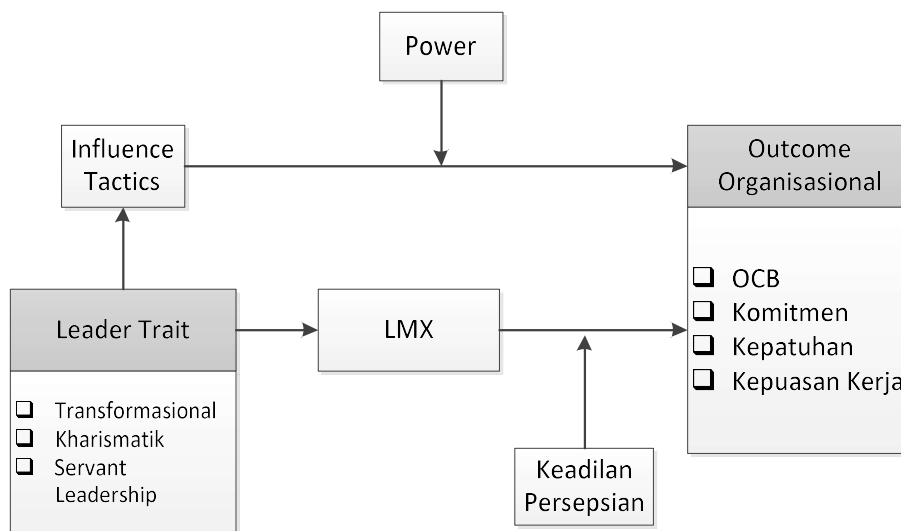 Power
Influence
Tactics
Outcome
Organisasional
OCB
Komitmen
Kepatuhan
Kepuasan Kerja
Leader Trait
LMX
Transformasional
Kharismatik
Servant
Leadership
Keadilan
Persepsian